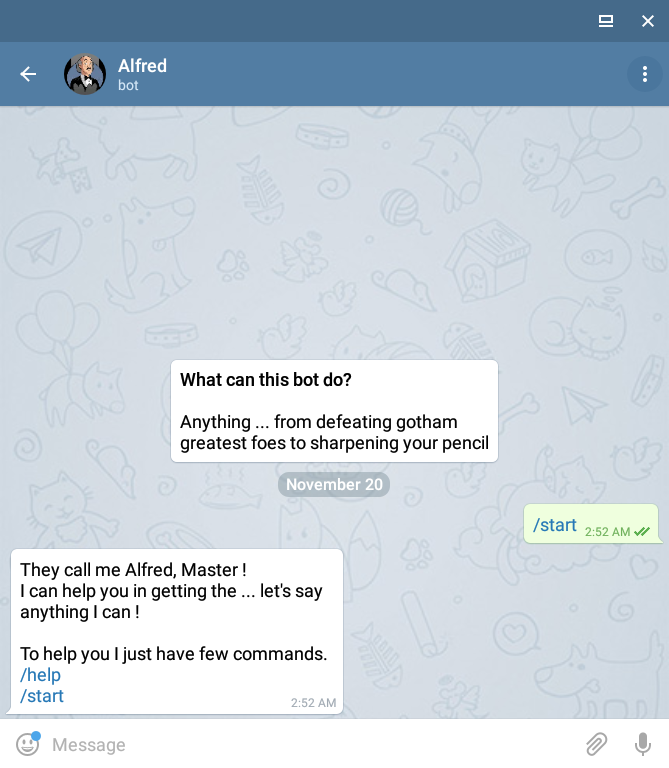 Alfred
bot
What can this bot do?
Anything ... from defeating gotham
greatest foes to sharpening your pencil
November 20
/start 2:52 AM
They call me Alfred, Master !
I can help you in getting the ... let's say
anything I can !
To help you I just have few commands.
/help
/start
2:52 AM
Message